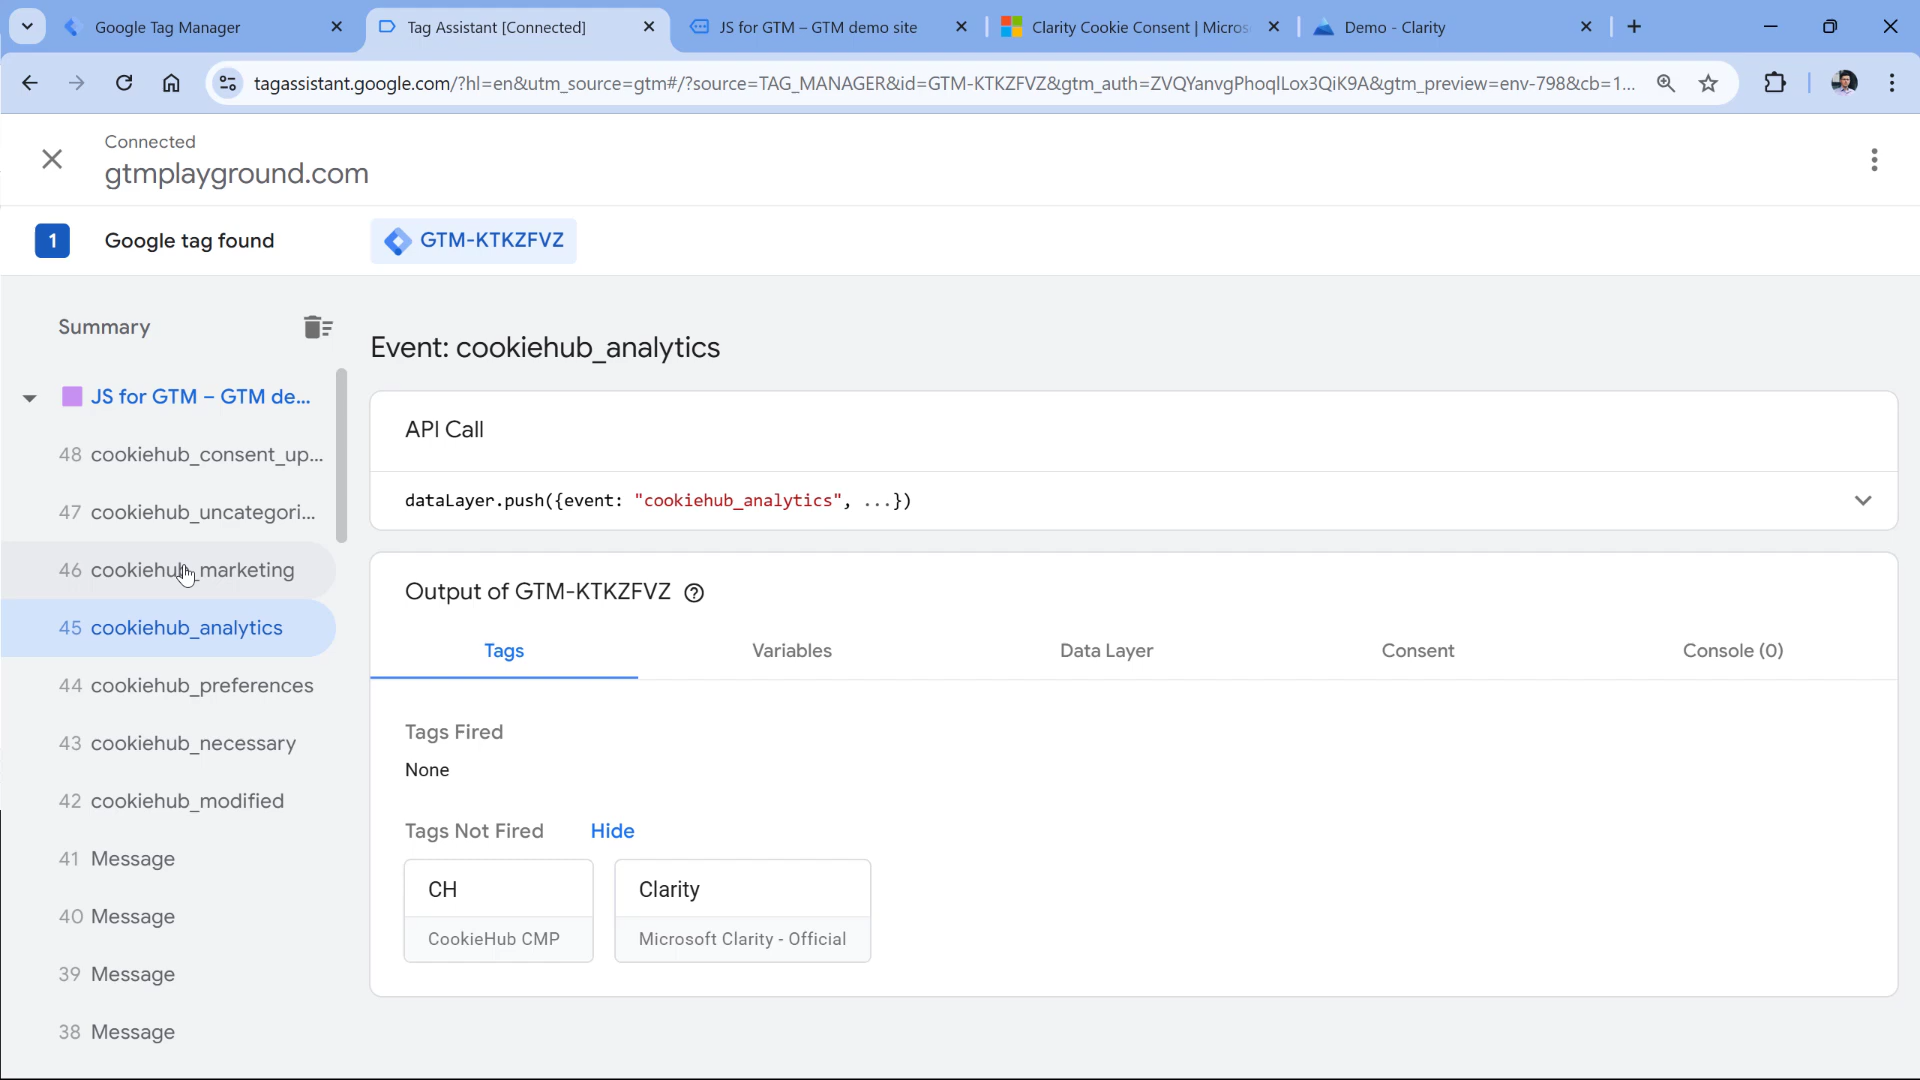 Google Tag Manager
Tag Assistant [Connected]
JS for GTM – GTM demo site
Clarity Cookie Consent | Micros
Demo - Clarity
tagassistant.google.com/?hl=en&utm_source=gtm#/?source=TAG_MANAGER&id=GTM-KTKZFVZ&gtm_auth=ZVQYanvgPhoqlLox3QiK9A&gtm_preview=env-798&cb=1...
Connected
gtmplayground.com
1
Google tag found
GTM-KTKZFVZ
Summary
JS for GTM – GTM de...
48 cookiehub_consent_up...
47 cookiehub_uncategori...
46 cookiehub_marketing
45 cookiehub_analytics
44 cookiehub_preferences
43 cookiehub_necessary
42 cookiehub_modified
41 Message
40 Message
39 Message
38 Message
Event: cookiehub_analytics
API Call
dataLayer.push({event: "cookiehub_analytics", ...})
Output of GTM-KTKZFVZ
Tags
Variables
Data Layer
Consent
Console (0)
Tags Fired
None
Tags Not Fired
Hide
CH
CookieHub CMP
Clarity
Microsoft Clarity - Official